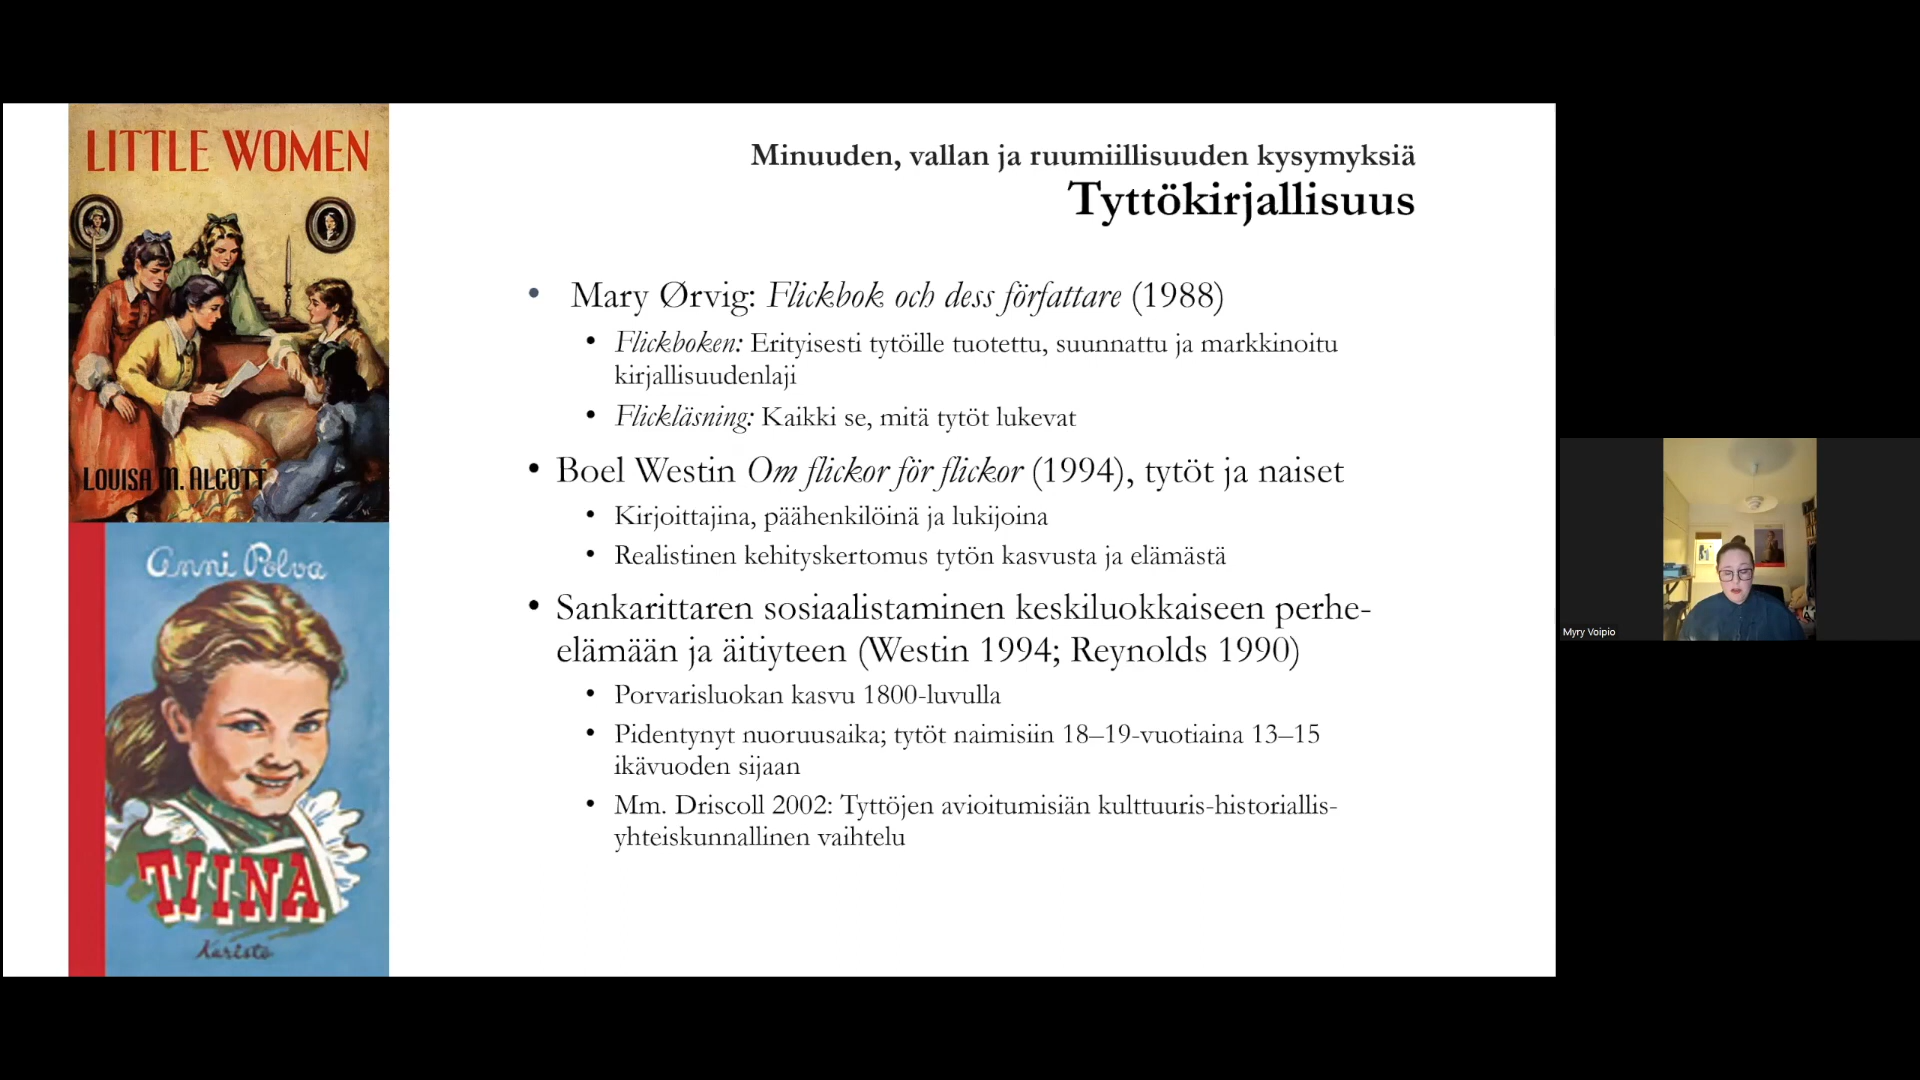 LITTLE WOMEN
LOUISA M. ALCOTT
Anni Polva
TIINA
Karisto
Minuuden, vallan ja ruumiillisuuden kysymyksiä
Tyttökirjallisuus
• Mary Ørvig: Flickbok och dess författare (1988)
• Flickboken: Erityisesti tytöille tuotettu, suunnattu ja markkinoitu
kirjallisuudenlaji
• Flickläsning: Kaikki se, mitä tytöt lukevat
• Boel Westin Om flickor för flickor (1994), tytöt ja naiset
• Kirjoittajina, päähenkilöinä ja lukijoina
• Realistinen kehityskertomus tytön kasvusta ja elämästä
• Sankarittaren sosiaalistaminen keskiluokkaiseen perhe-
elämään ja äitiyteen (Westin 1994; Reynolds 1990)
• Porvarisluokan kasvu 1800-luvulla
• Pidentynyt nuoruusaika; tytöt naimisiin 18–19-vuotiaina 13–15
ikävuoden sijaan
• Mm. Driscoll 2002: Tyttöjen avioitumisiän kulttuuris-historiallis-
yhteiskunnallinen vaihtelu
Myry Voipio